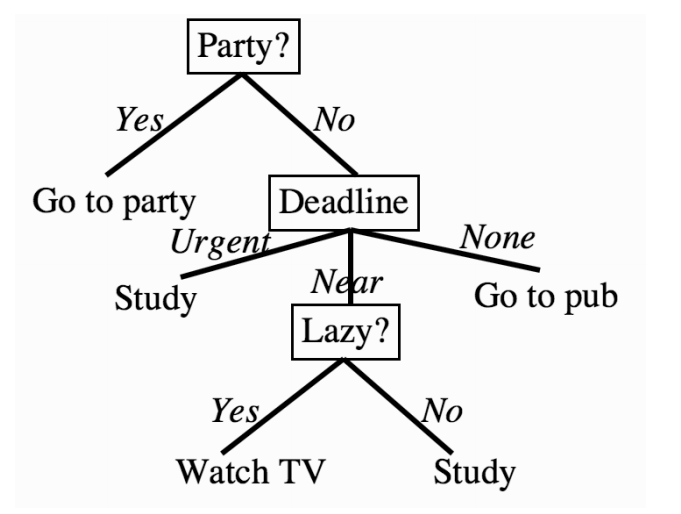 Party?
Yes
No
Go to party
Deadline
Urgent
None
Near
Study
Go to pub
Lazy?
Yes
No
Watch TV
Study